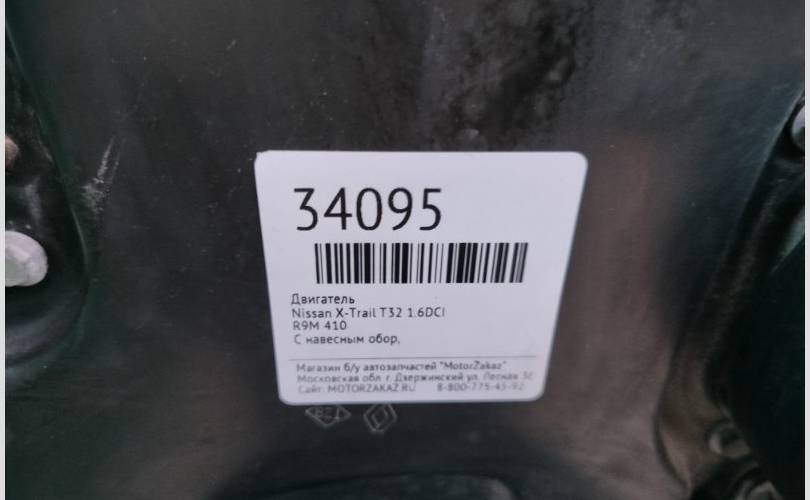 34095
Двигатель
Nissan X-Trail T32 1.6DCI
R9M 410
С навесным обор,
Магазин б/у автозапчастей "MotorZakaz"
Московская обл. г. Дзержинский ул. Лесная 3Е
Сайт: MOTORZAKAZ.RU 8-800-775-45-92